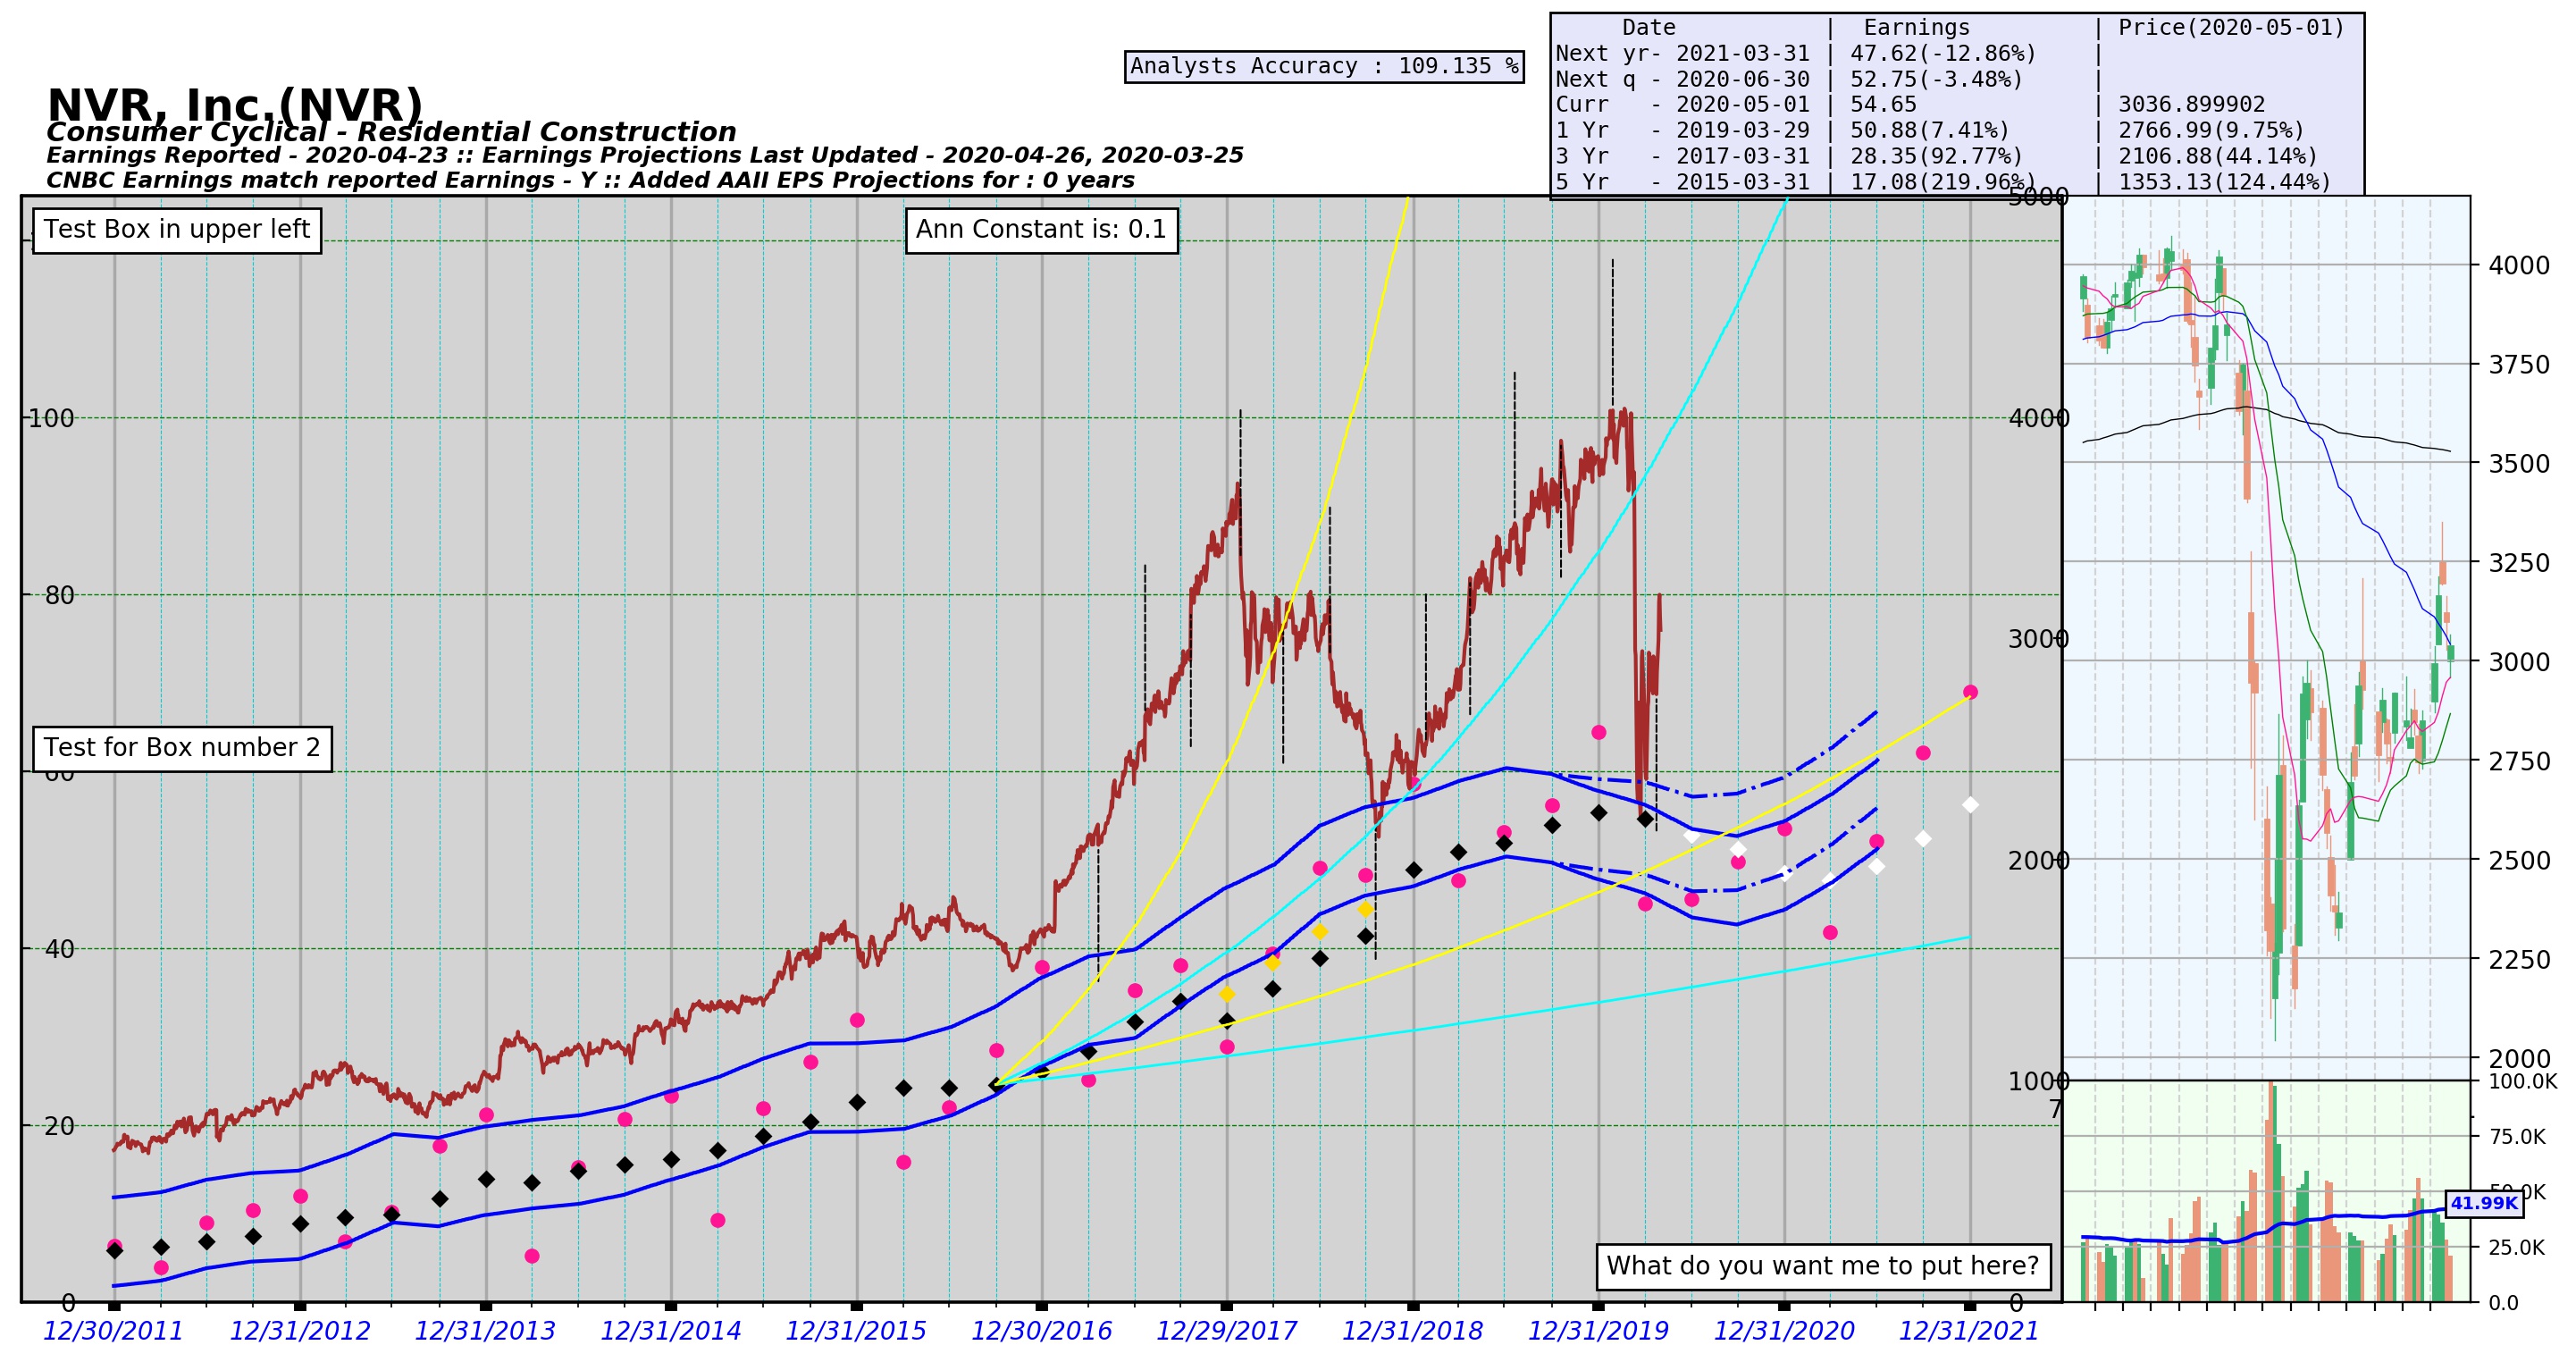 Date | Earnings | Price(2020-05-01)
Next yr- 2021-03-31 | 47.62(-12.86%) |
Next q - 2020-06-30 | 52.75(-3.48%) |
Curr - 2020-05-01 | 54.65 | 3036.899902
1 Yr - 2019-03-29 | 50.88(7.41%) | 2766.99(9.75%)
3 Yr - 2017-03-31 | 28.35(92.77%) | 2106.88(44.14%)
5 Yr - 2015-03-31 | 17.08(219.96%) | 1353.13(124.44%)
Analysts Accuracy : 109.135 %
NVR, Inc.(NVR)
Consumer Cyclical - Residential Construction
Earnings Reported - 2020-04-23 :: Earnings Projections Last Updated - 2020-04-26, 2020-03-25
CNBC Earnings match reported Earnings - Y :: Added AAII EPS Projections for : 0 years
Test Box in upper left
Ann Constant is: 0.1
Test for Box number 2
What do you want me to put here?
100
80
60
40
20
0
5000
4000
3000
2000
1000
7
0
4000
3750
3500
3250
3000
2750
2500
2250
2000
100.0K
75.0K
50.0K
41.99K
25.0K
0.0
12/30/2011 12/31/2012 12/31/2013 12/31/2014 12/31/2015 12/30/2016 12/29/2017 12/31/2018 12/31/2019 12/31/2020 12/31/2021